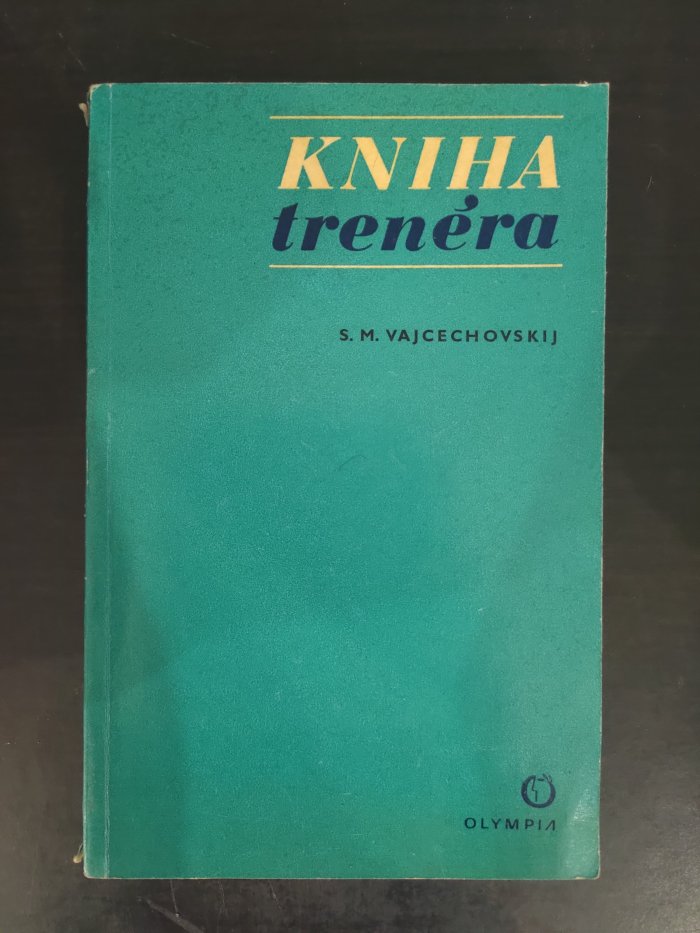 KNIHA
trenéra
S. M. VAJCECHOVSKIJ
OLYMPIA